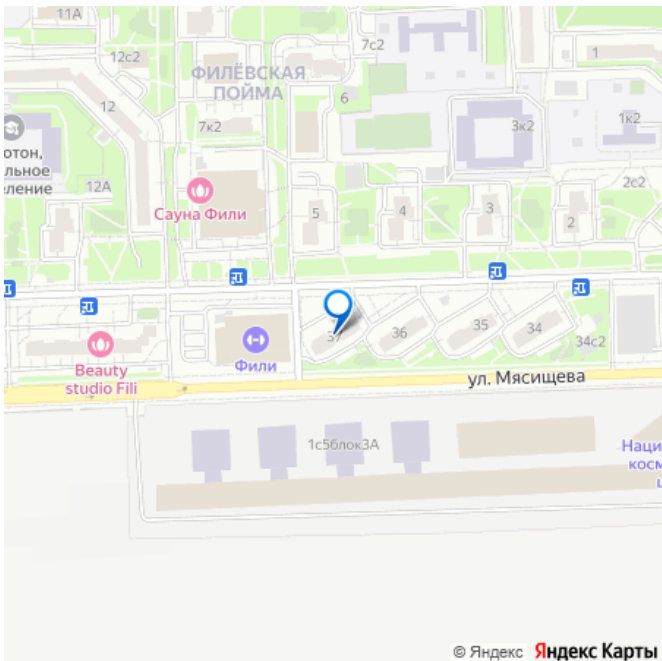 11А
7с2
12с2
1
ФИЛЁВСКАЯ
ПОЙМА
12
6
7к2
3к2
1к2
отон,
льное
еление
12А
2с2
Сауна Фили
5
4
3
2
37
36
35
34
34с2
Фили
Beauty
studio Fili
ул. Мясищева
1с5блок3А
Наци
косм
ц
© Яндекс Яндекс Карты